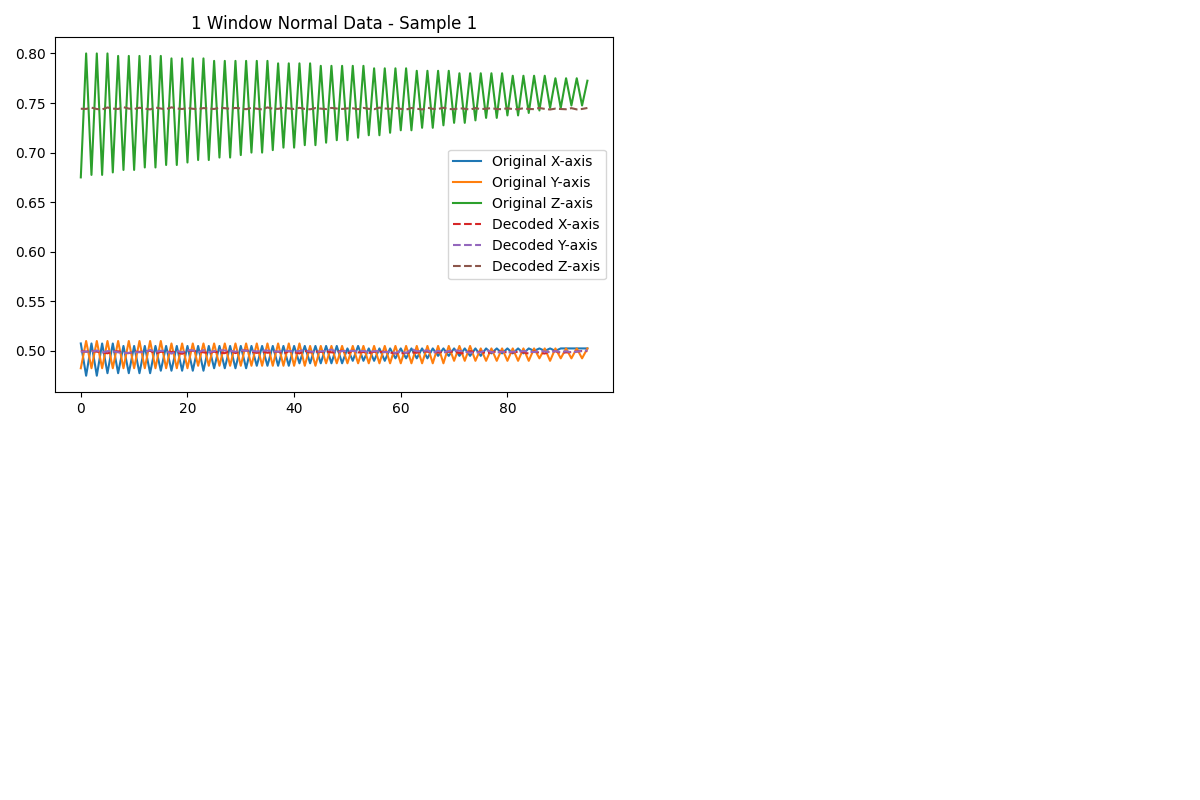 1 Window Normal Data - Sample 1
0.80
0.75
0.70
0.65
0.60
0.55
0.50
Original X-axis
Original Y-axis
Original Z-axis
Decoded X-axis
Decoded Y-axis
Decoded Z-axis
0 20 40 60 80